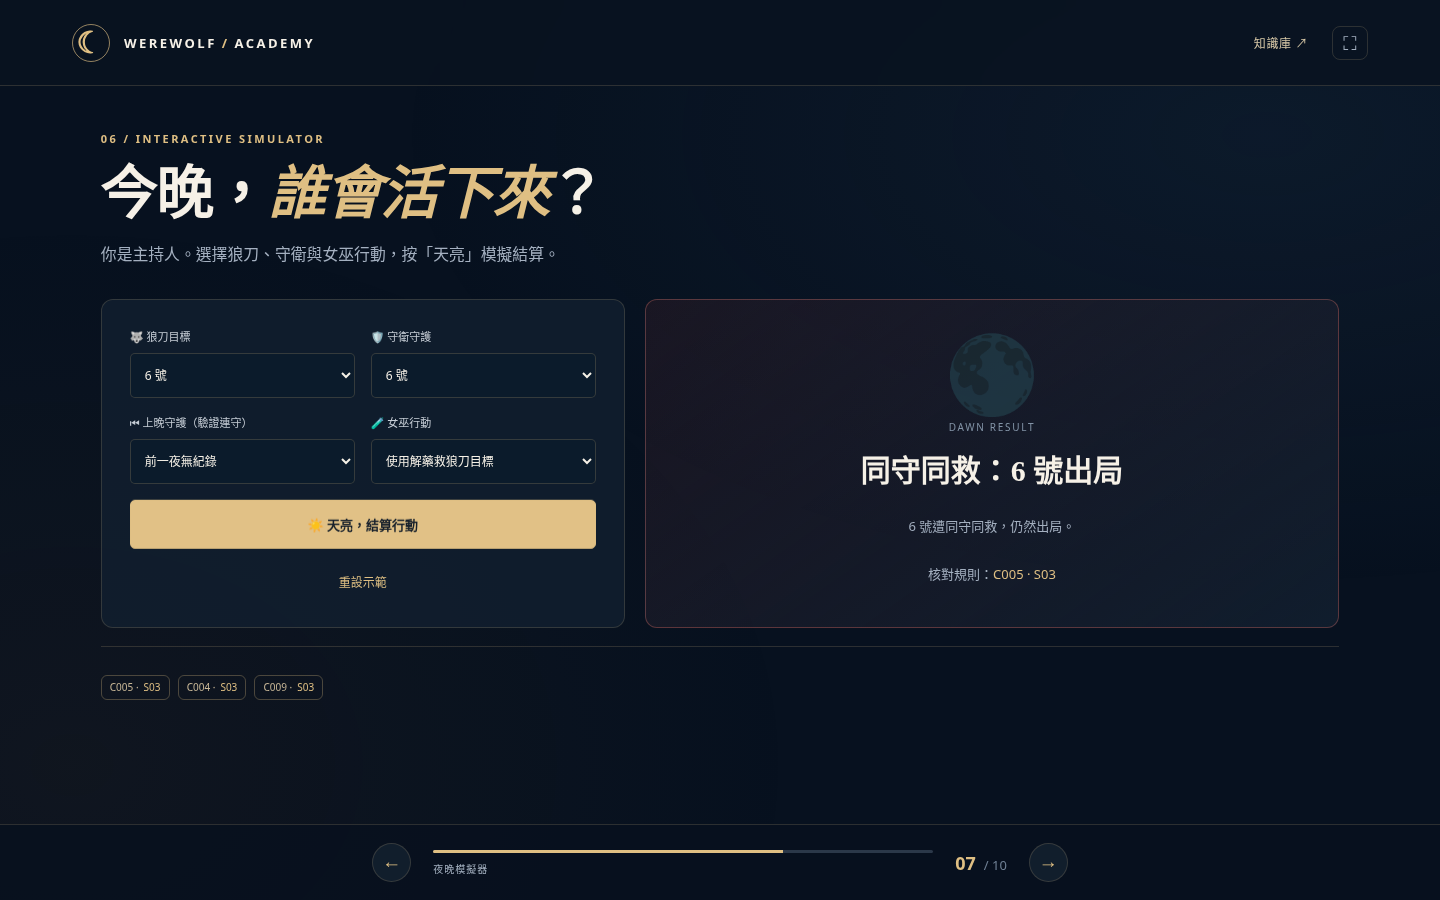 WEREWOLF / ACADEMY
知識庫 ↗
06 / INTERACTIVE SIMULATOR
今晚，誰會活下來？
你是主持人。選擇狼刀、守衛與女巫行動，按「天亮」模擬結算。
🐺 狼刀目標
🛡️ 守衛守護
6 號
6 號
⏮ 上晚守護（驗證連守）
🧪 女巫行動
前一夜無紀錄
使用解藥救狼刀目標
☀️ 天亮，結算行動
重設示範
DAWN RESULT
同守同救：6 號出局
6 號遭同守同救，仍然出局。
核對規則：C005 · S03
C005 · S03
C004 · S03
C009 · S03
←
夜晚模擬器
07 / 10
→